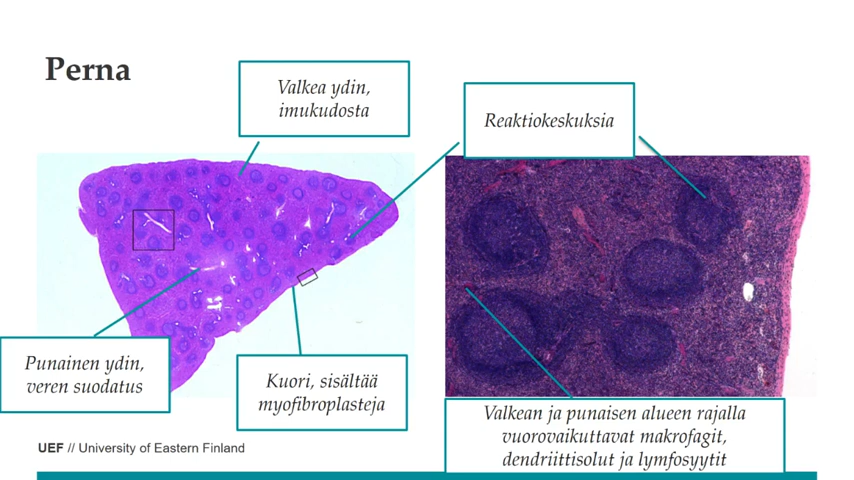 Perna
Valkea ydin,
imukudosta
Reaktiokeskuksia
Punainen ydin,
veren suodatus
Kuori, sisältää
myofibroplasteja
Valkean ja punaisen alueen rajalla
vuorovaikuttavat makrofagit,
dendriittisolut ja lymfosyytit
UEF // University of Eastern Finland